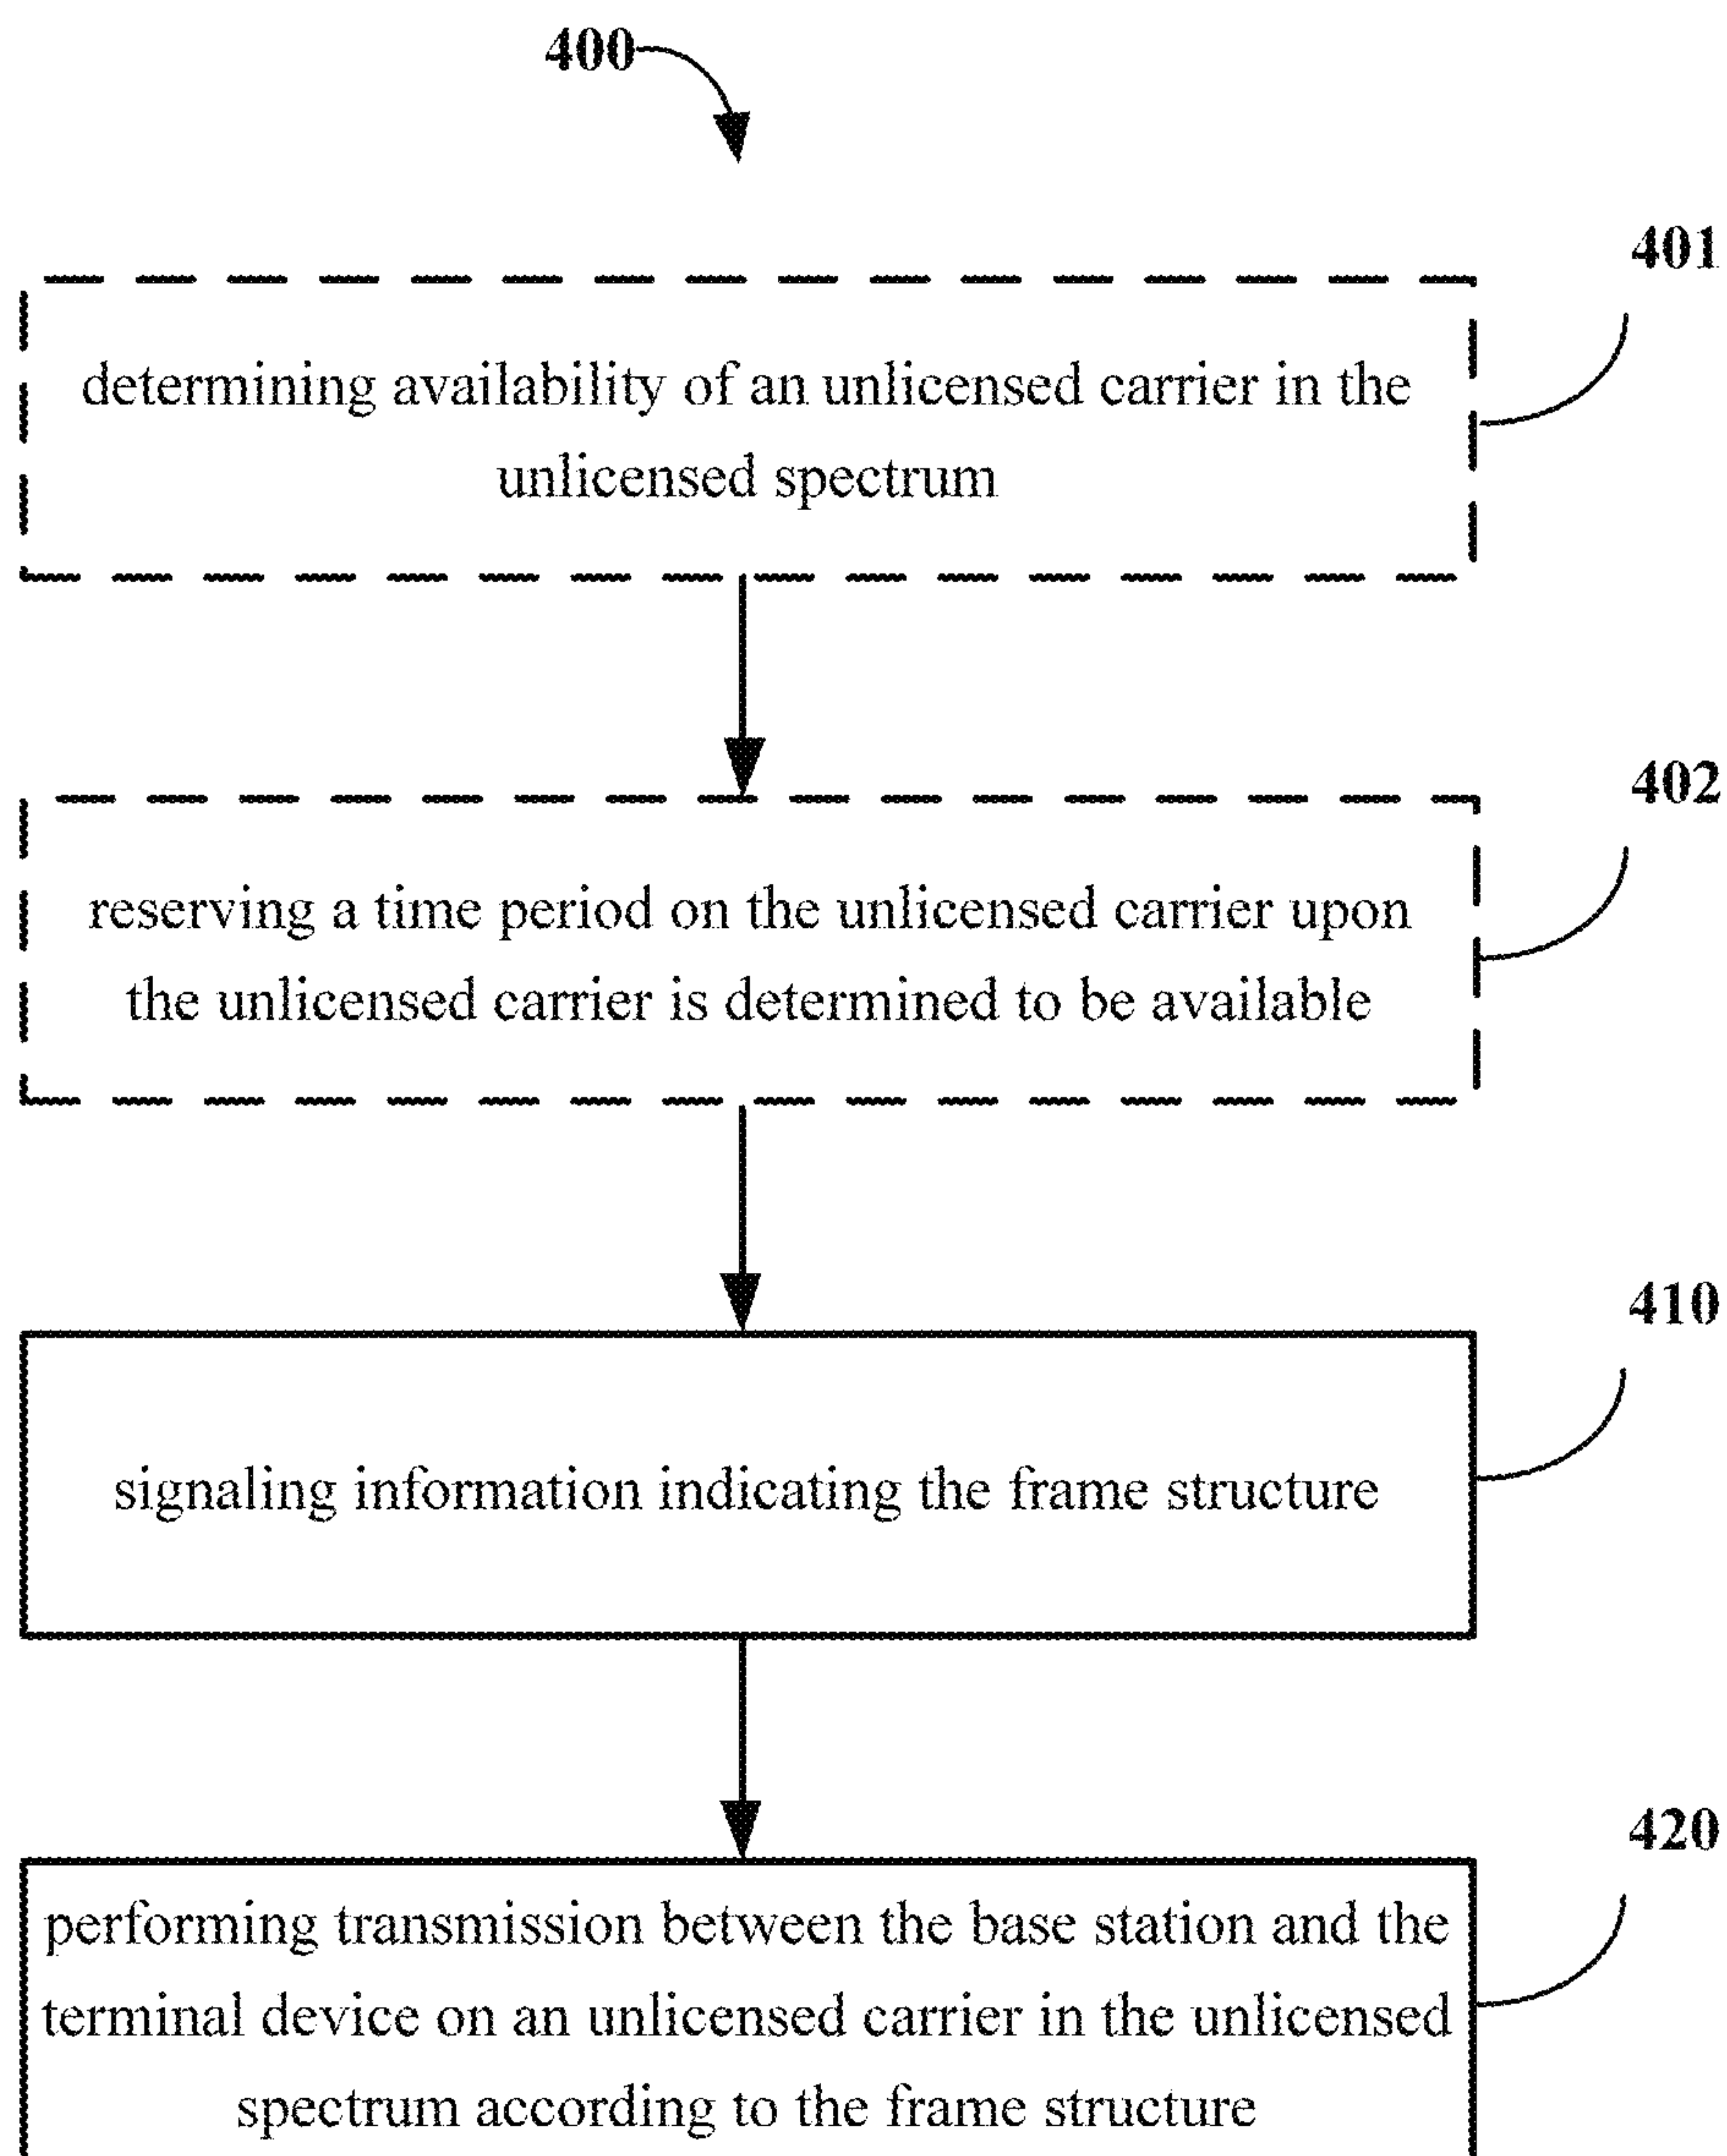 400
401
determining availability of an unlicensed carrier in the
unlicensed spectrum
402
reserving a time period on the unlicensed carrier upon
the unlicensed carrier is determined to be available
410
signaling information indicating the frame structure
420
performing transmission between the base station and the
terminal device on an unlicensed carrier in the unlicensed
spectrum according to the frame structure